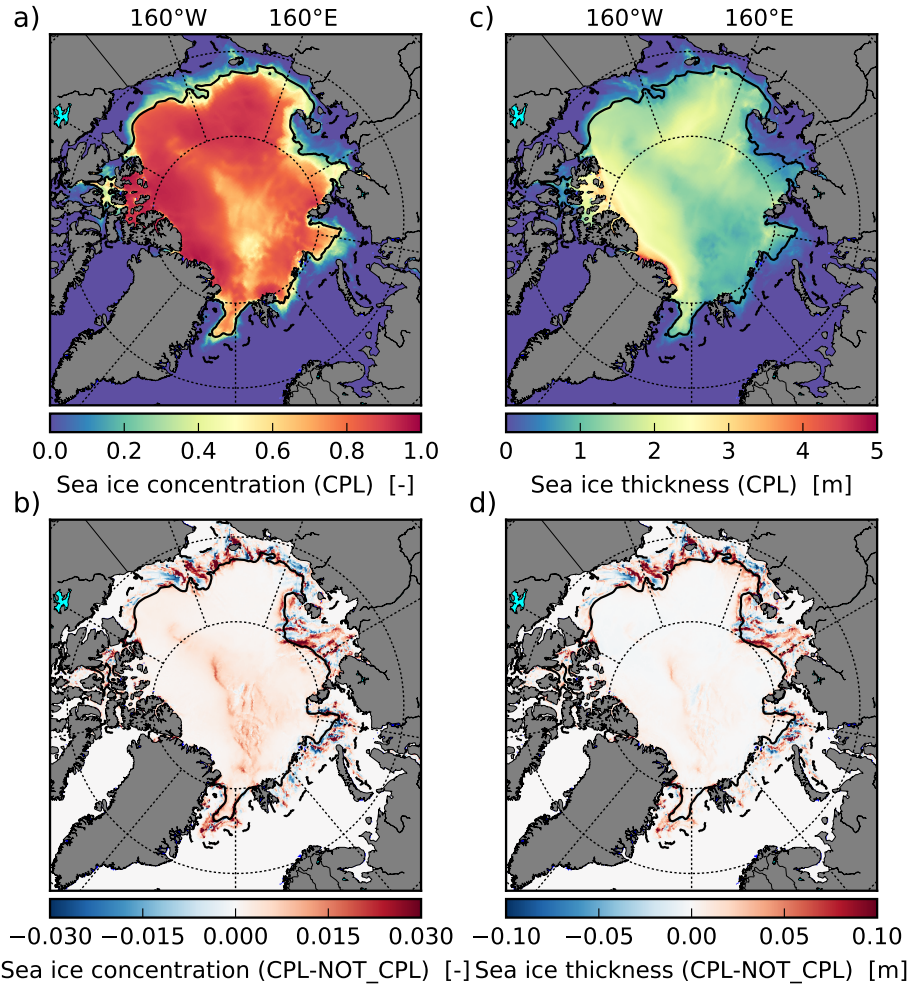 a) 160°W 160°E c)
0.0 0.2 0.4 0.6 0.8 1.0 0 1 2 3 4 5
Sea ice concentration (CPL) [-] Sea ice thickness (CPL) [m]
b) d)
−0.030 −0.015 0.000 0.015 0.030 −0.10 −0.05 0.00 0.05 0.10
Sea ice concentration (CPL-NOT_CPL) [-] Sea ice thickness (CPL-NOT_CPL) [m]
160°W 160°E